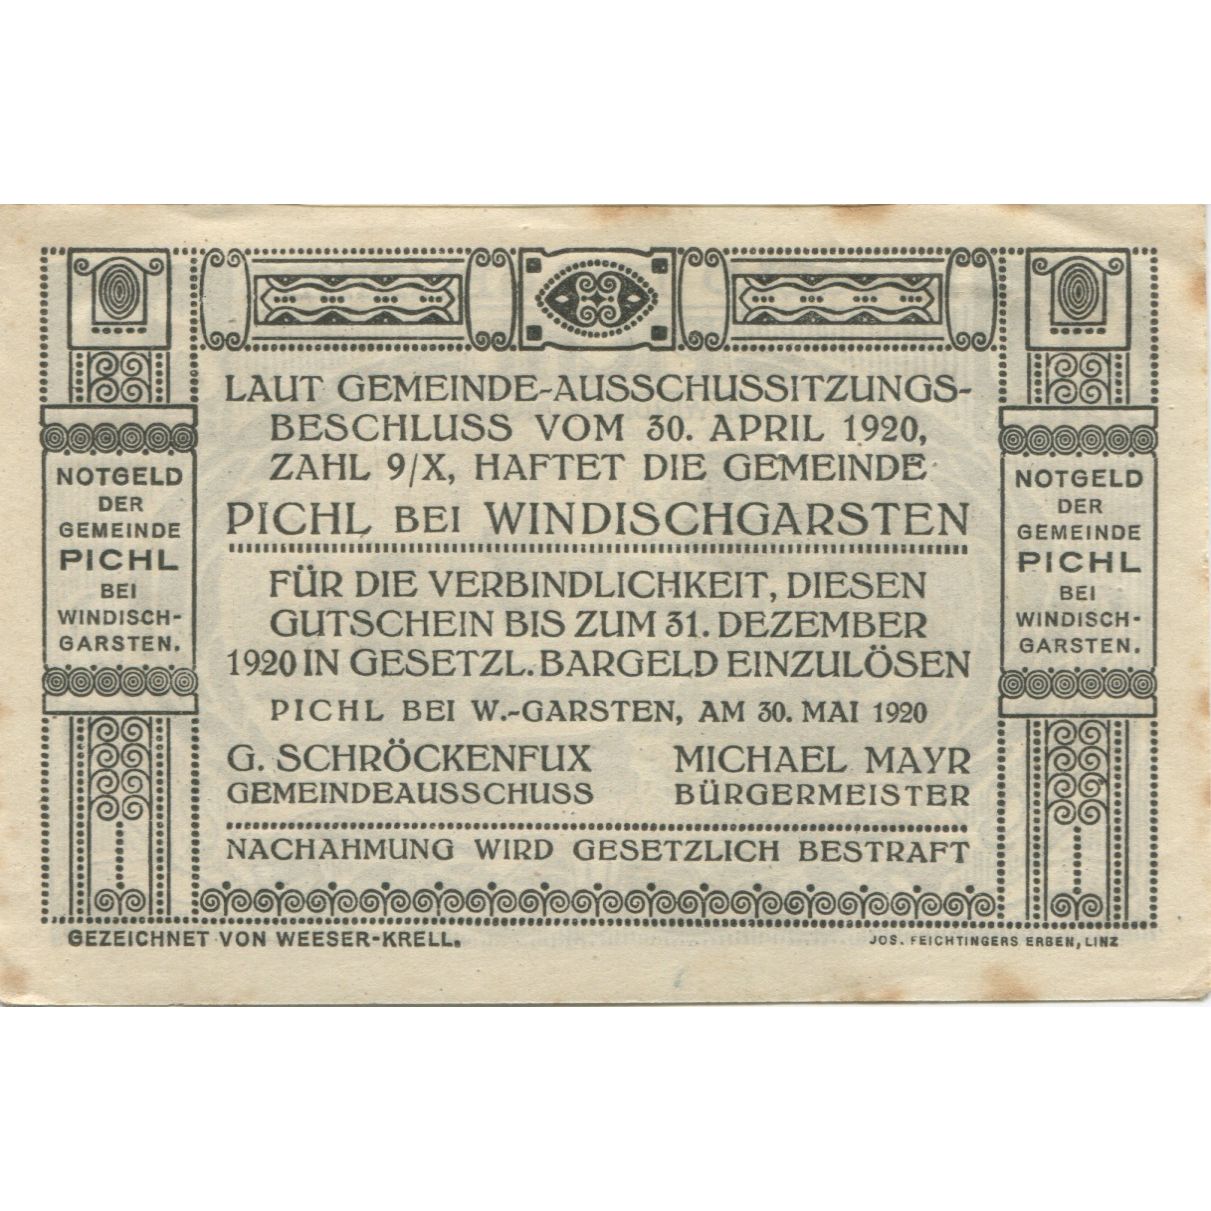 LAUT GEMEINDE-AUSSCHUSSITZUNGS-
BESCHLUSS VOM 30. APRIL 1920,
ZAHL 9/X, HAFTET DIE GEMEINDE
PICHL BEI WINDISCHGARSTEN
FÜR DIE VERBINDLICHKEIT, DIESEN
GUTSCHEIN BIS ZUM 31. DEZEMBER
1920 IN GESETZL. BARGELD EINZULÖSEN
PICHL BEI W.-GARSTEN, AM 30. MAI 1920
G. SCHRÖCKENFUX
GEMEINDEAUSSCHUSS
MICHAEL MAYR
BÜRGERMEISTER
NACHAHMUNG WIRD GESETZLICH BESTRAFT
NOTGELD
DER
GEMEINDE
PICHL
BEI
WINDISCH-
GARSTEN.
NOTGELD
DER
GEMEINDE
PICHL
BEI
WINDISCH-
GARSTEN.
GEZEICHNET VON WEESER-KRELL.
JOS. FEICHTINGERS ERBEN, LINZ